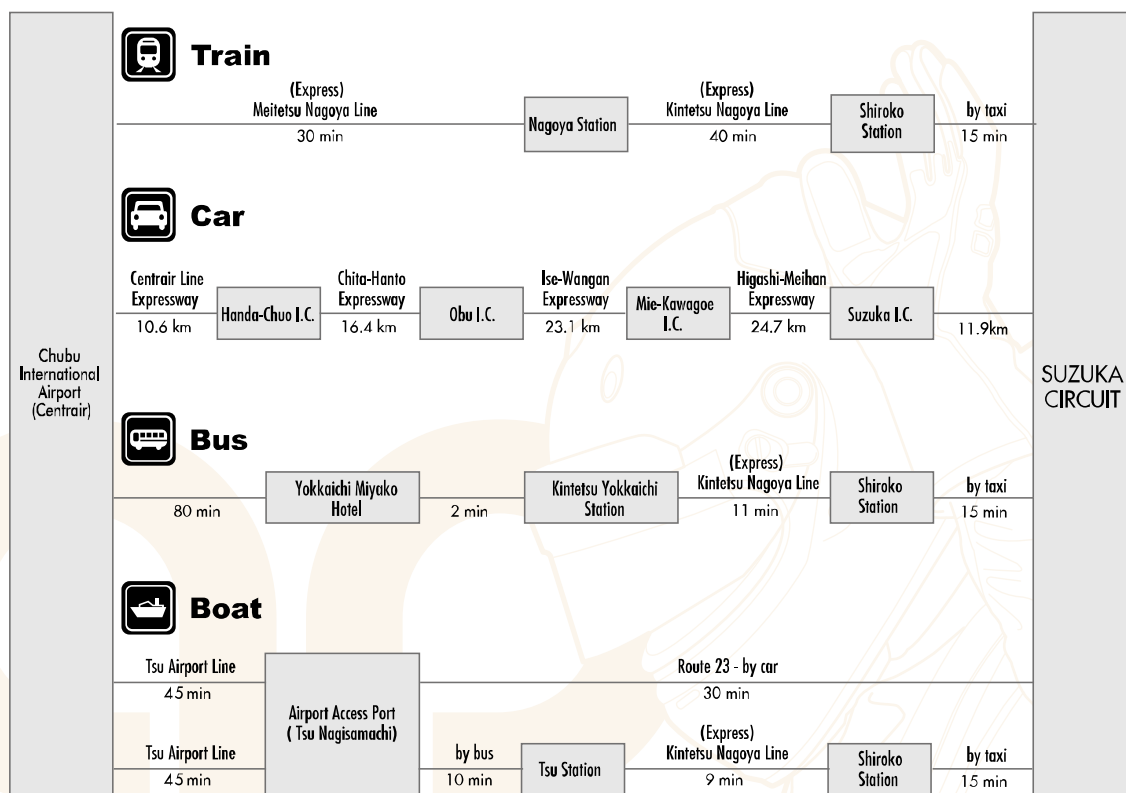 Train
(Express)
Meitetsu Nagoya Line
30 min
Nagoya Station
(Express)
Kintetsu Nagoya Line
40 min
Shiroko
Station
by taxi
15 min
Car
Centrair Line
Expressway
10.6 km
Handa-Chuo I.C.
Chita-Hanto
Expressway
16.4 km
Obu I.C.
Ise-Wangan
Expressway
23.1 km
Mie-Kawagoe
I.C.
Higashi-Meihan
Expressway
24.7 km
Suzuka I.C.
11.9km
Chubu
International
Airport
(Centrair)
SUZUKA
CIRCUIT
Bus
80 min
Yokkaichi Miyako
Hotel
2 min
Kintetsu Yokkaichi
Station
(Express)
Kintetsu Nagoya Line
11 min
Shiroko
Station
by taxi
15 min
Boat
Tsu Airport Line
45 min
Airport Access Port
( Tsu Nagisamachi)
Route 23 - by car
30 min
Tsu Airport Line
45 min
by bus
10 min
Tsu Station
(Express)
Kintetsu Nagoya Line
9 min
Shiroko
Station
by taxi
15 min